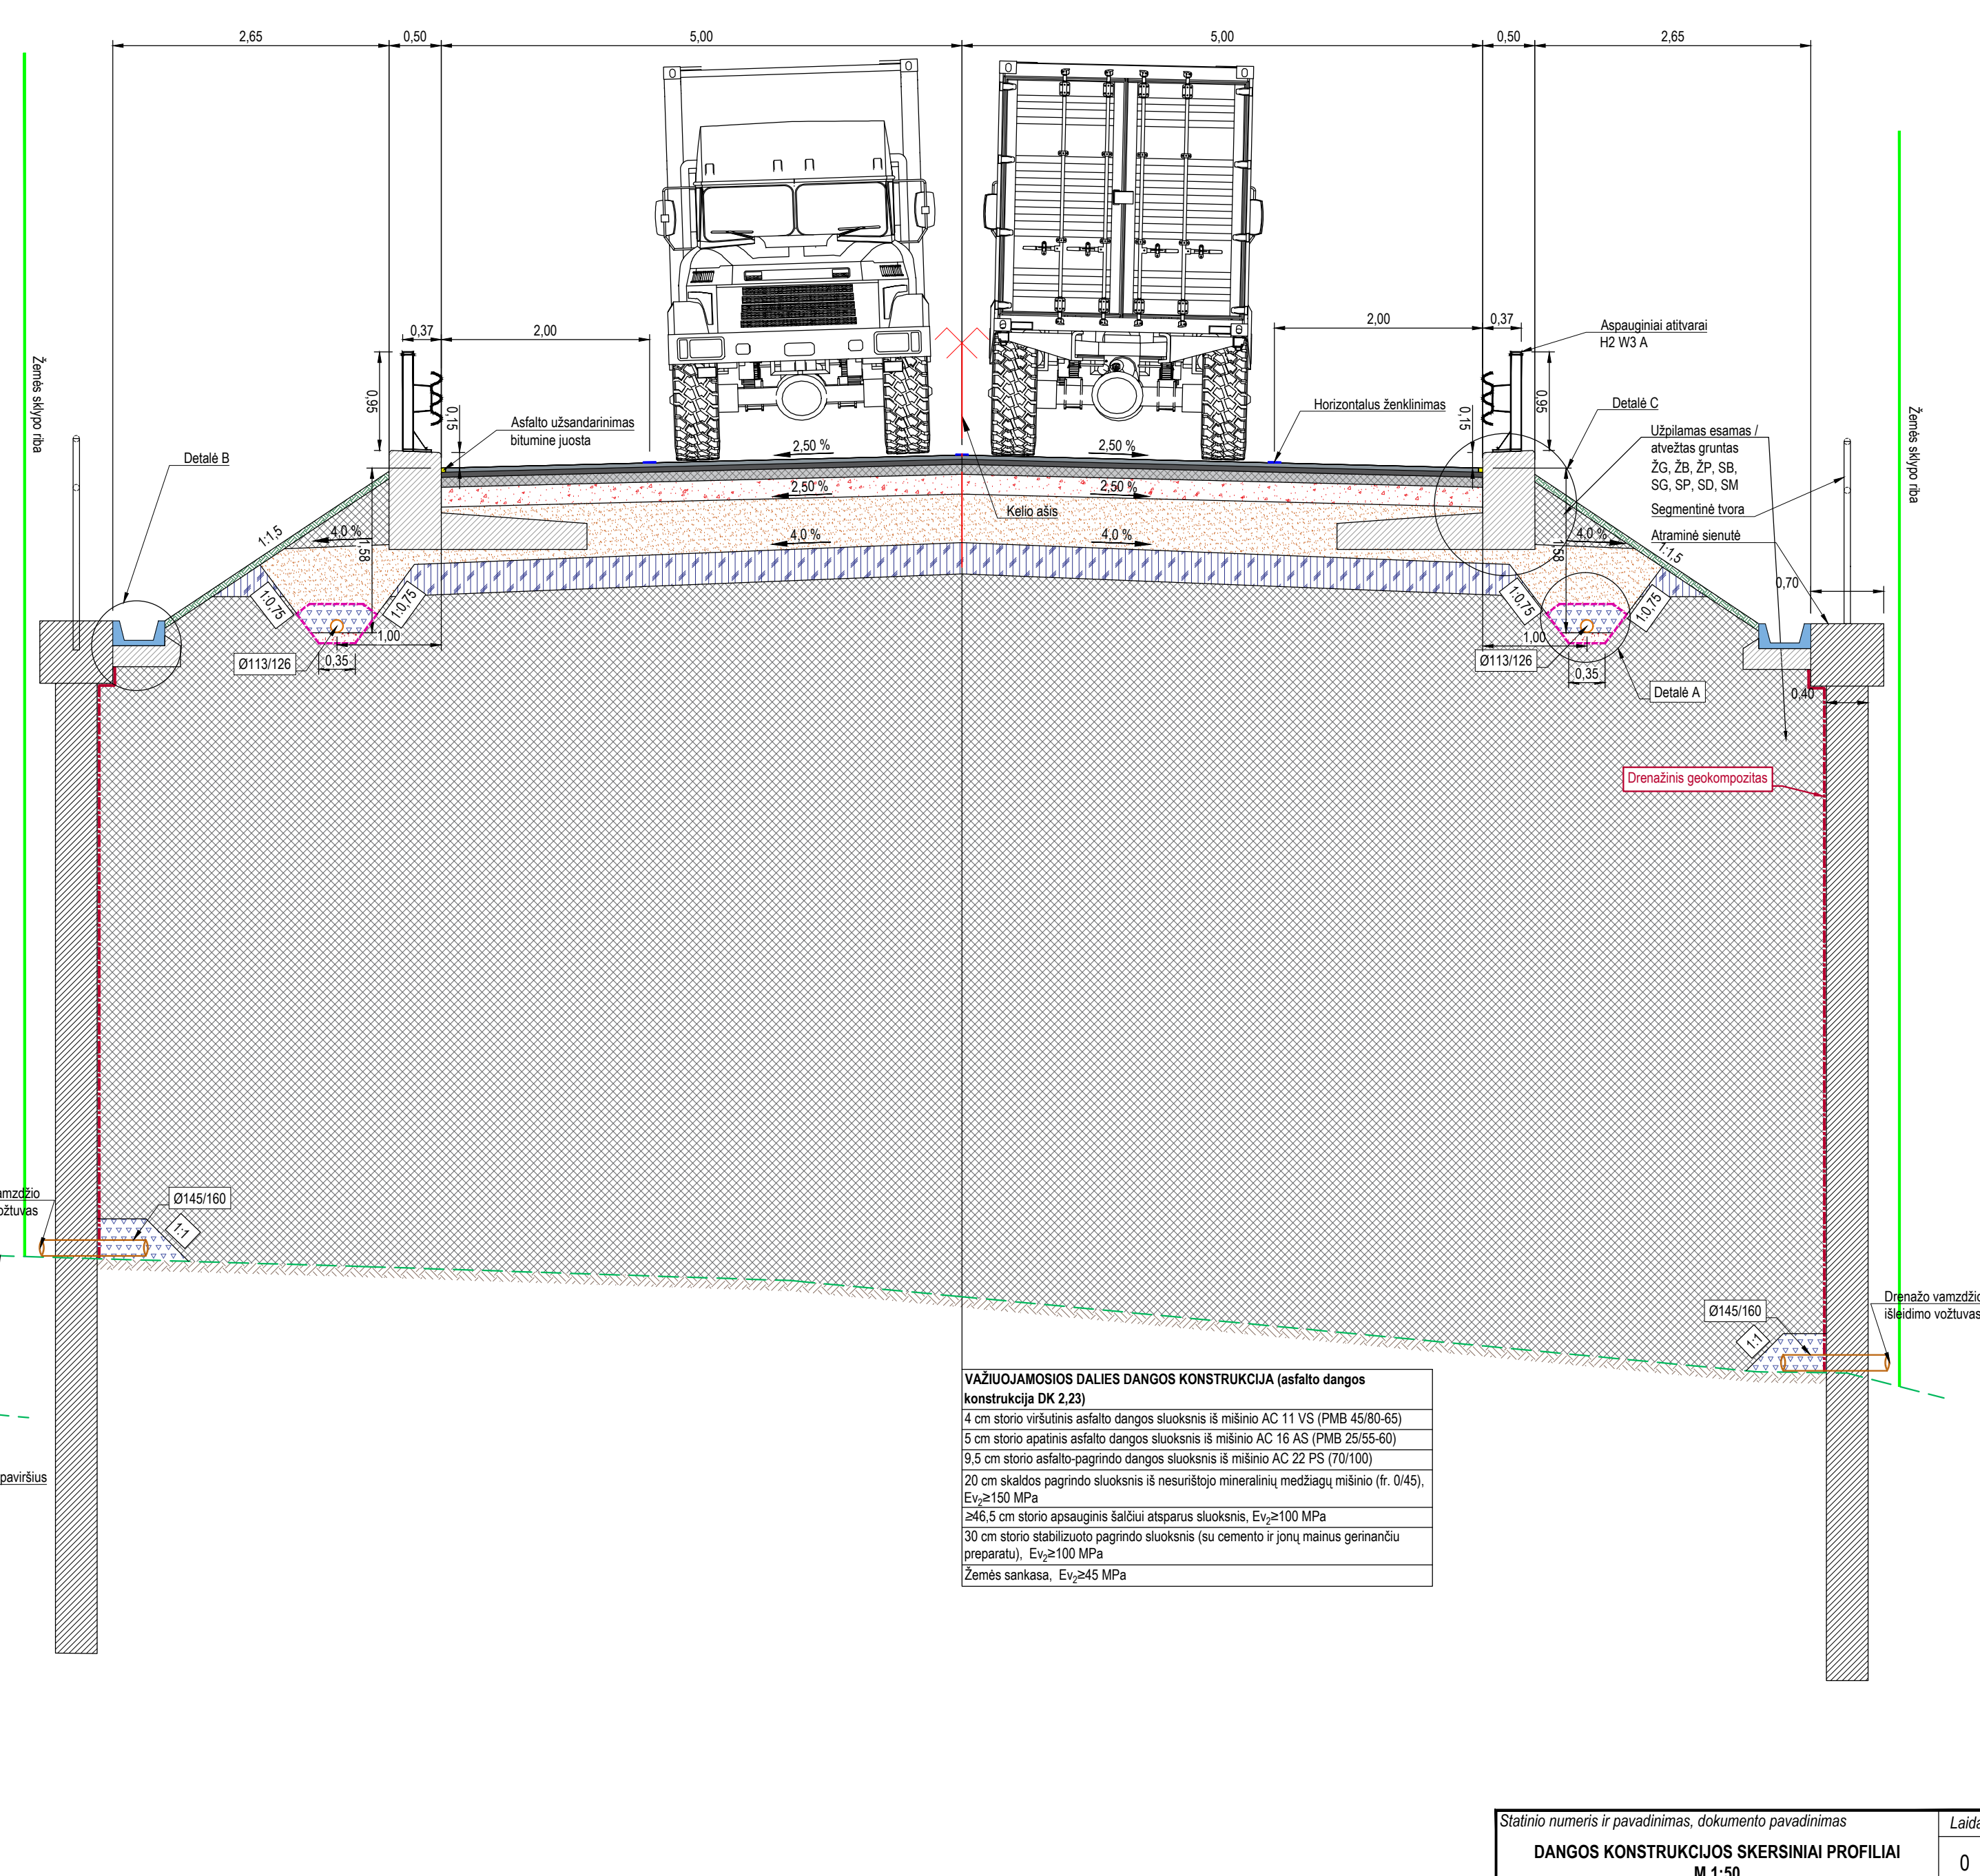 2,65
0,50
5,00
5,00
0,50
2,65
Žemės sklypo riba
0,37
2,00
2,00
0,37
Aspauginiai atitvarai
H2 W3 A
0,95
0,15
Asfalto užsandarinimas
bitumine juosta
Horizontalus ženklinimas
0,15
0,95
Detalė C
Žemės sklypo riba
Užpilamas esamas /
atvežtas gruntas
ŽG, ŽB, ŽP, SB,
SG, SP, SD, SM
Segmentinė tvora
Atraminė sienutė
Detalė B
2,50 %
2,50 %
2,50 %
2,50 %
Kelio ašis
1:1,5
4,0 %
1,58
4,0 %
4,0 %
4,0 %
1,58
1:1,5
0,70
1:0,75
1:0,75
1,00
1:0,75
1:0,75
1,00
Ø113/126
0,35
Ø113/126
0,35
Detalė A
0,40
Drenažinis geokompozitas
amzdžio
ožtuvas
Ø145/160
1:1
Ø145/160
1:1
Drenažo vamzdžio
išleidimo vožtuvas
paviršius
VAŽIUOJAMOSIOS DALIES DANGOS KONSTRUKCIJA (asfalto dangos
konstrukcija DK 2,23)
4 cm storio viršutinis asfalto dangos sluoksnis iš mišinio AC 11 VS (PMB 45/80-65)
5 cm storio apatinis asfalto dangos sluoksnis iš mišinio AC 16 AS (PMB 25/55-60)
9,5 cm storio asfalto-pagrindo dangos sluoksnis iš mišinio AC 22 PS (70/100)
20 cm skaldos pagrindo sluoksnis iš nesurištojo mineralinių medžiagų mišinio (fr. 0/45),
Ev₂≥150 MPa
≥46,5 cm storio apsauginis šalčiui atsparus sluoksnis, Ev₂≥100 MPa
30 cm storio stabilizuoto pagrindo sluoksnis (su cemento ir jonų mainus gerinančiu
preparatu), Ev₂≥100 MPa
Žemės sankasa, Ev₂≥45 MPa
Statinio numeris ir pavadinimas, dokumento pavadinimas
Laida
DANGOS KONSTRUKCIJOS SKERSINIAI PROFILIAI
M 1:50
0